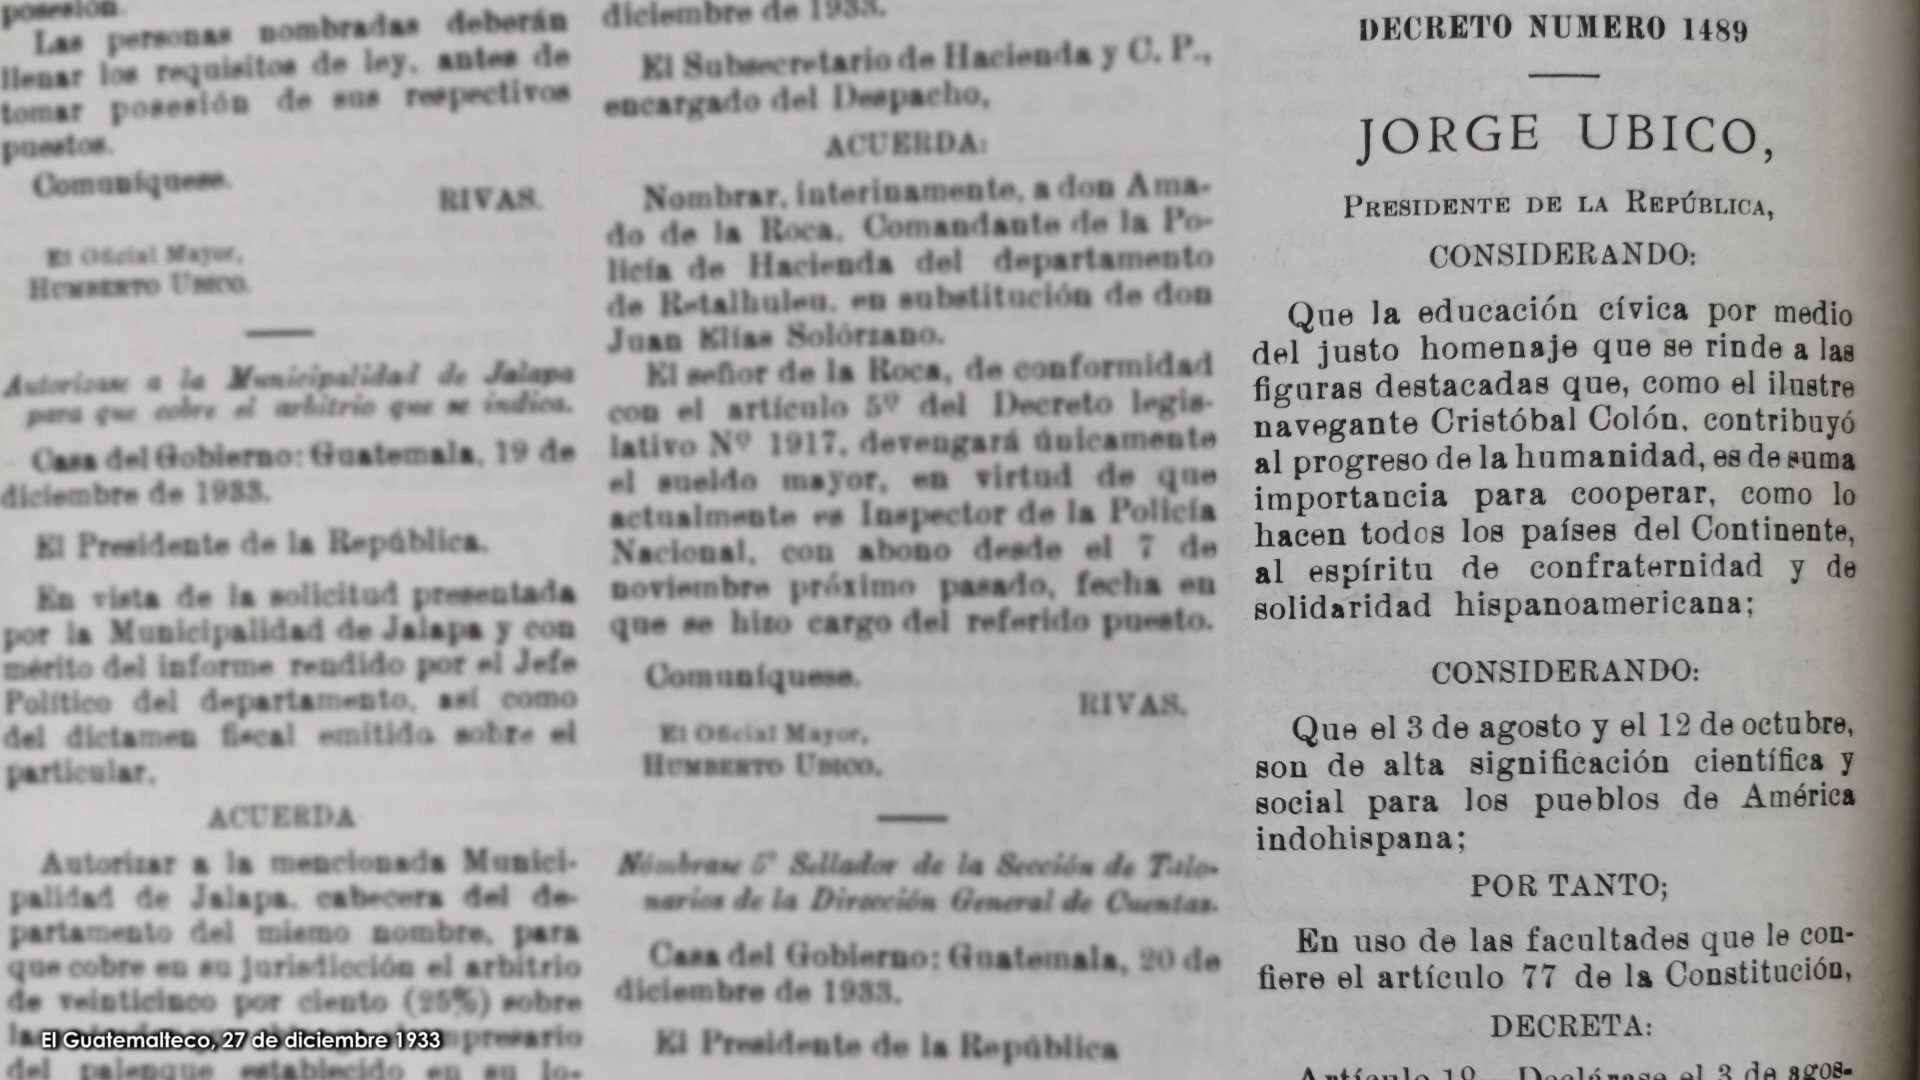 posesión.
Las personas nombradas deberán
llenar los requisitos de ley, antes de
tomar posesión de sus respectivos
puestos.
Comuníquese.
RIVAS.
El Oficial Mayor,
HUMBERTO UBICO.
Autorízase a la Municipalidad de Jalapa
para que cobre el arbitrio que se indica.
Casa del Gobierno: Guatemala, 19 de
diciembre de 1933.
El Presidente de la República,
En vista de la solicitud presentada
por la Municipalidad de Jalapa y con
mérito del informe rendido por el Jefe
Político del departamento, así como
del dictamen fiscal emitido sobre el
particular,
ACUERDA
Autorizar a la mencionada Munici-
palidad de Jalapa, cabecera del de-
partamento del mismo nombre, para
que cobre en su jurisdicción el arbitrio
de veinticinco por ciento (25%) sobre
del palenque establecido en su lo-
diciembre de 1933.
El Subsecretario de Hacienda y C. P.,
encargado del Despacho,
ACUERDA:
Nombrar, interinamente, a don Ama-
do de la Roca, Comandante de la Po-
licía de Hacienda del departamento
de Retalhuleu, en substitución de don
Juan Elías Solórzano.
El señor de la Roca, de conformidad
con el artículo 5º del Decreto legis-
lativo Nº 1917, devengará únicamente
el sueldo mayor, en virtud de que
actualmente es Inspector de la Policía
Nacional, con abono desde el 7 de
noviembre próximo pasado, fecha en
que se hizo cargo del referido puesto.
Comuníquese.
RIVAS.
El Oficial Mayor,
HUMBERTO UBICO.
Nómbrase 5º Sellador de la Sección de Talo-
narios de la Dirección General de Cuentas.
Casa del Gobierno: Guatemala, 20 de
diciembre de 1933.
El Presidente de la República
DECRETO NUMERO 1489
JORGE UBICO,
PRESIDENTE DE LA REPÚBLICA,
CONSIDERANDO:
Que la educación cívica por medio
del justo homenaje que se rinde a las
figuras destacadas que, como el ilustre
navegante Cristóbal Colón, contribuyó
al progreso de la humanidad, es de suma
importancia para cooperar, como lo
hacen todos los países del Continente,
al espíritu de confraternidad y de
solidaridad hispanoamericana;
CONSIDERANDO:
Que el 3 de agosto y el 12 de octubre,
son de alta significación científica y
social para los pueblos de América
indohispana;
POR TANTO;
En uso de las facultades que le con-
fiere el artículo 77 de la Constitución,
DECRETA:
Artículo 1º—Declárase el 3 de agos-
El Guatemalteco, 27 de diciembre 1933